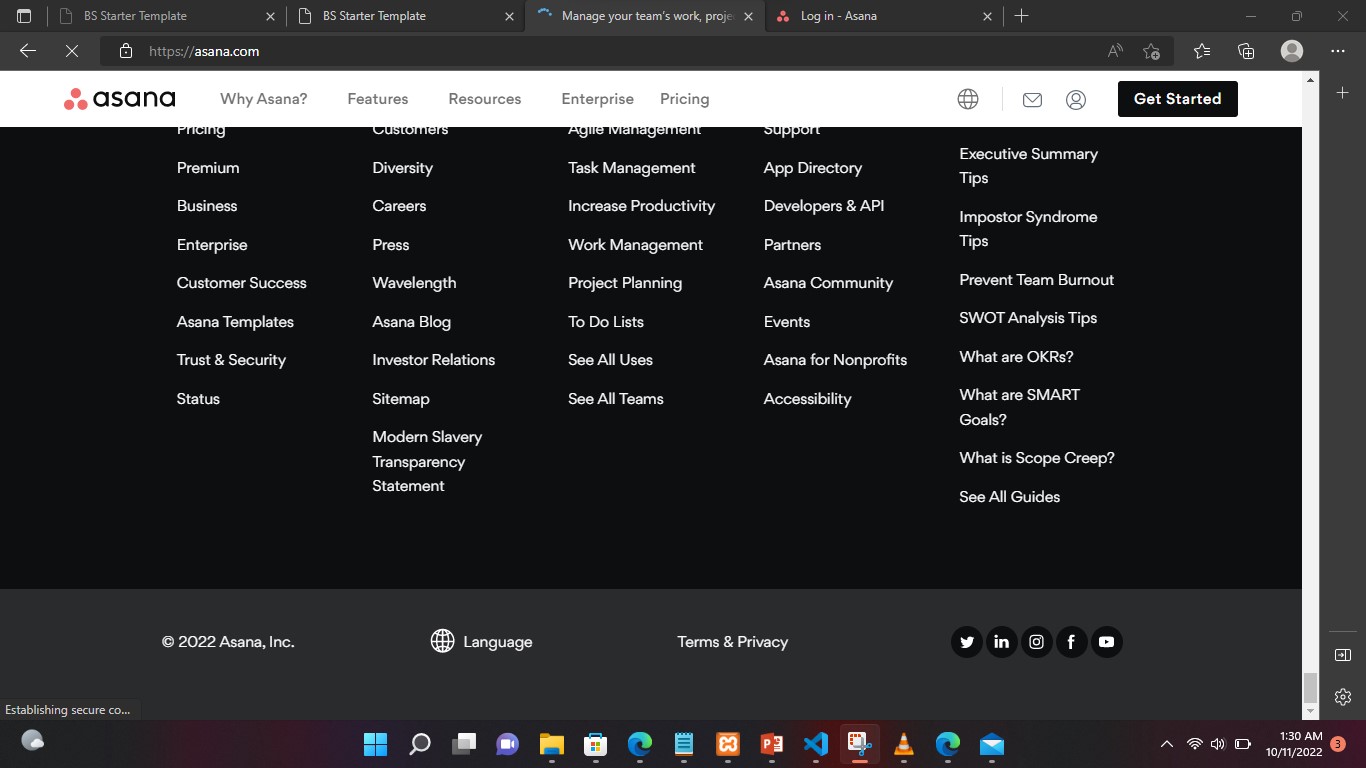 BS Starter Template
BS Starter Template
Manage your team's work, proje
Log in - Asana
https://asana.com
asana
Why Asana?
Features
Resources
Enterprise
Pricing
Get Started
Pricing
Premium
Business
Enterprise
Customer Success
Asana Templates
Trust & Security
Status
Customers
Diversity
Careers
Press
Wavelength
Asana Blog
Investor Relations
Sitemap
Modern Slavery
Transparency
Statement
Agile Management
Task Management
Increase Productivity
Work Management
Project Planning
To Do Lists
See All Uses
See All Teams
Support
App Directory
Developers & API
Partners
Asana Community
Events
Asana for Nonprofits
Accessibility
Executive Summary
Tips
Impostor Syndrome
Tips
Prevent Team Burnout
SWOT Analysis Tips
What are OKRs?
What are SMART
Goals?
What is Scope Creep?
See All Guides
© 2022 Asana, Inc.
Language
Terms & Privacy
Establishing secure co...
1:30 AM
10/11/2022
3